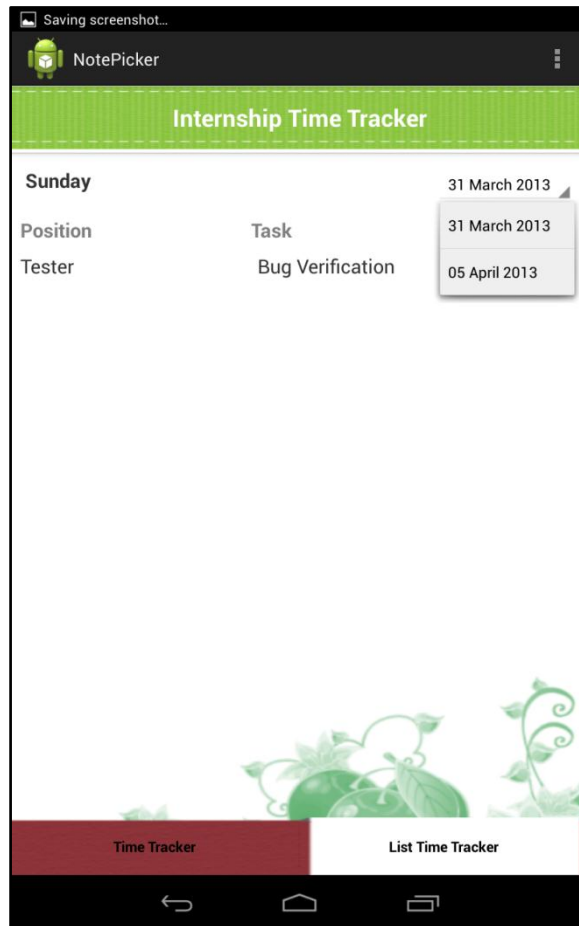 Saving screenshot...
NotePicker
Internship Time Tracker
Sunday 31 March 2013
31 March 2013
05 April 2013
Position Task
Tester Bug Verification
Time Tracker List Time Tracker